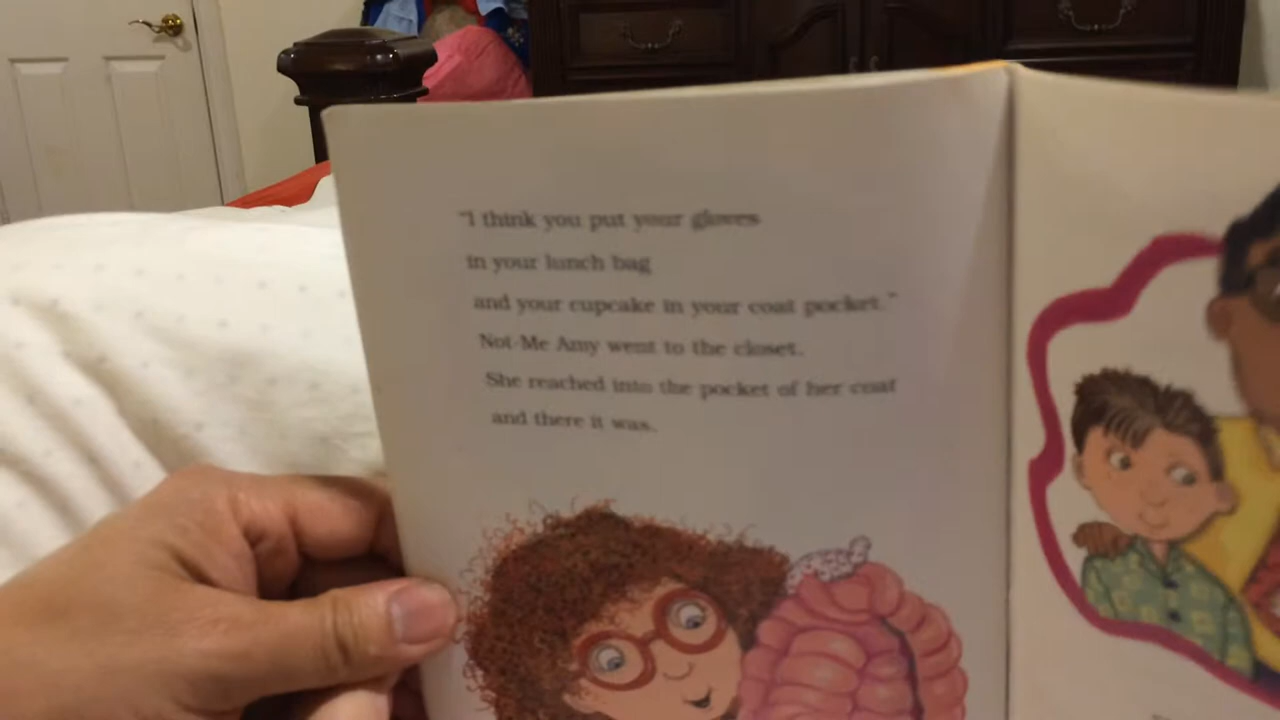 "I think you put your gloves
in your lunch bag
and your cupcake in your coat pocket."
Not-Me Amy went to the closet.
She reached into the pocket of her coat
and there it was.